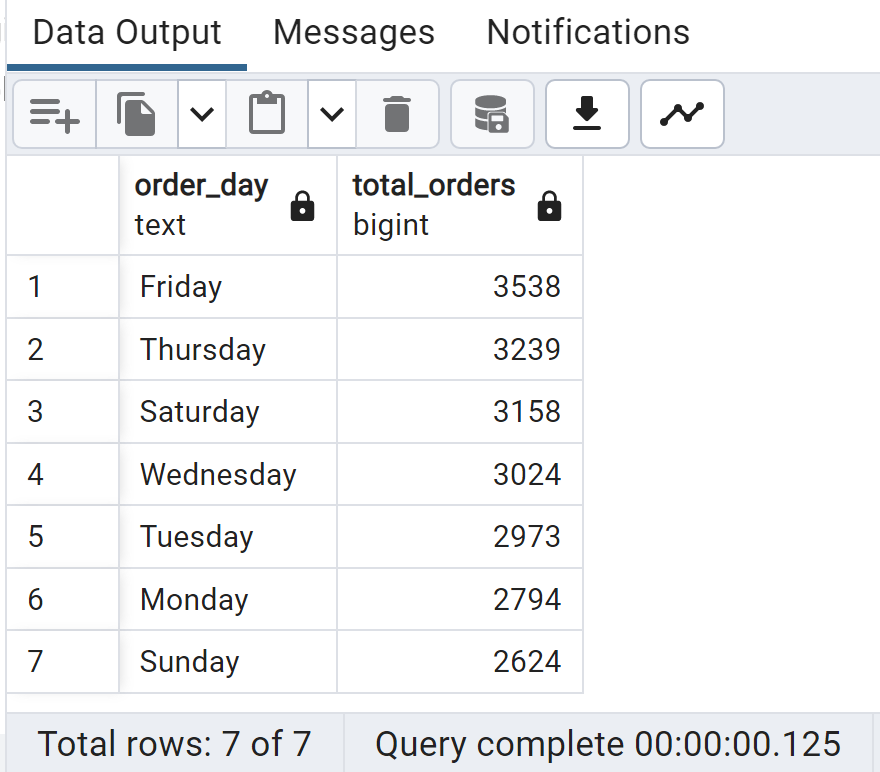 Data Output Messages Notifications
order_day total_orders
text bigint
1 Friday 3538
2 Thursday 3239
3 Saturday 3158
4 Wednesday 3024
5 Tuesday 2973
6 Monday 2794
7 Sunday 2624
Total rows: 7 of 7 Query complete 00:00:00.125